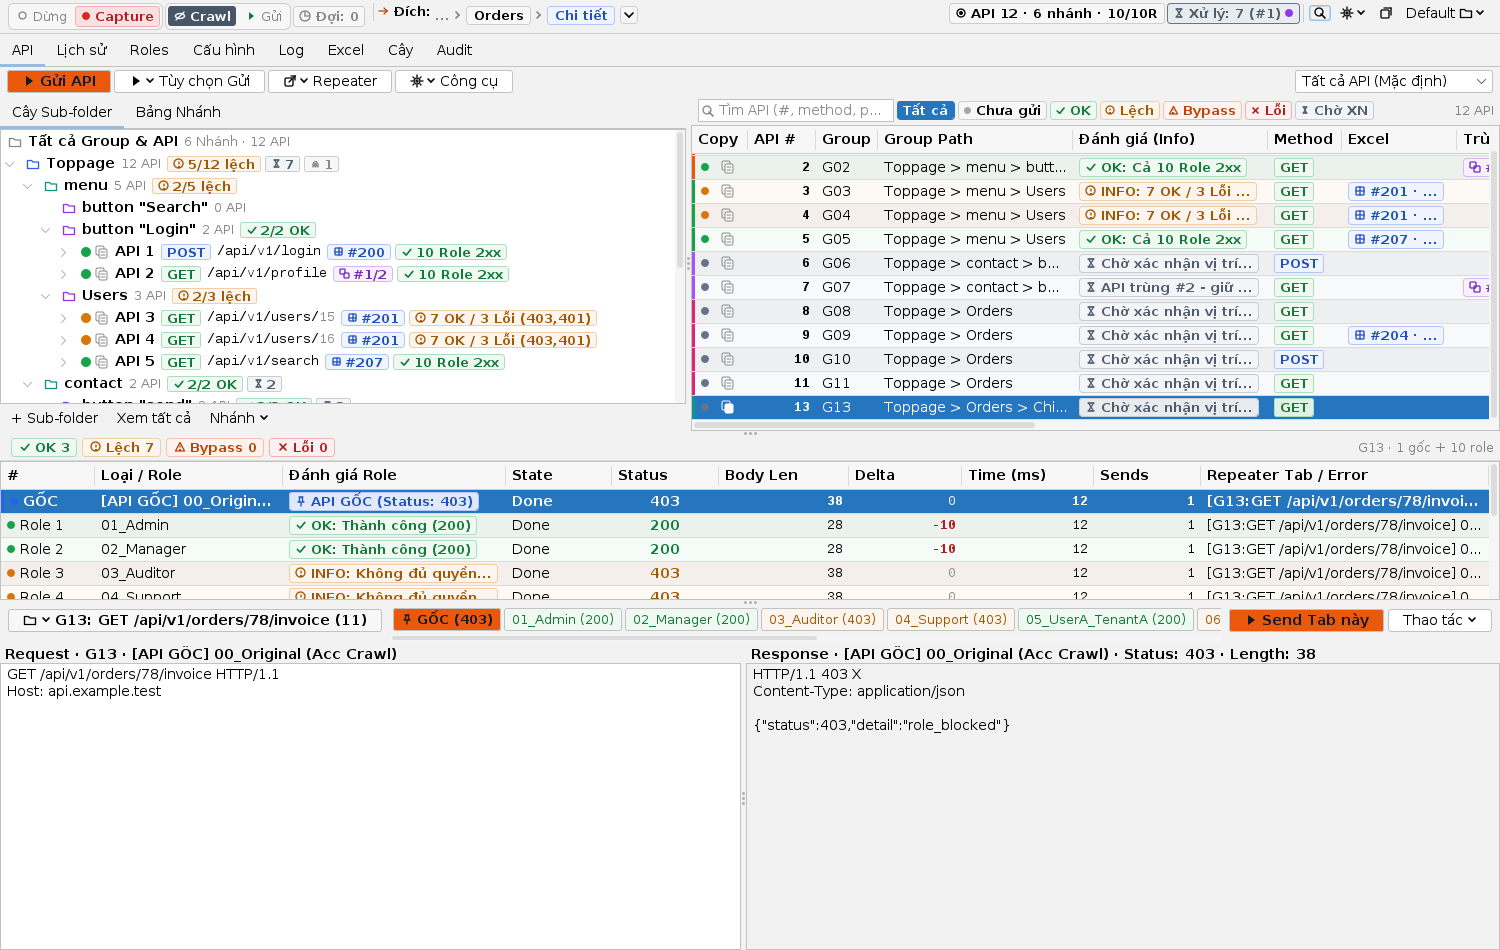 Dừng Capture Crawl Gửi Đợi: 0 Đích: ... Orders Chi tiết API 12 · 6 nhánh · 10/10R Xử lý: 7 (#1) Default
API Lịch sử Roles Cấu hình Log Excel Cây Audit
Gửi API Tùy chọn Gửi Repeater Công cụ Tất cả API (Mặc định)
Cây Sub-folder Bảng Nhánh
Tất cả Group & API 6 Nhánh · 12 API
Toppage 12 API 5/12 lệch 7 1
menu 5 API 2/5 lệch
button "Search" 0 API
button "Login" 2 API 2/2 OK
API 1 POST /api/v1/login #200 10 Role 2xx
API 2 GET /api/v1/profile #1/2 10 Role 2xx
Users 3 API 2/3 lệch
API 3 GET /api/v1/users/15 #201 7 OK / 3 Lỗi (403,401)
API 4 GET /api/v1/users/16 #201 7 OK / 3 Lỗi (403,401)
API 5 GET /api/v1/search #207 10 Role 2xx
contact 2 API 2/2 OK 2
+ Sub-folder Xem tất cả Nhánh
Tìm API (#, method, p... Tất cả Chưa gửi OK Lệch Bypass Lỗi Chờ XN 12 API
Copy API # Group Group Path Đánh giá (Info) Method Excel Trù
2 G02 Toppage > menu > butt... OK: Cả 10 Role 2xx GET
3 G03 Toppage > menu > Users INFO: 7 OK / 3 Lỗi ... GET #201 · ...
4 G04 Toppage > menu > Users INFO: 7 OK / 3 Lỗi ... GET #201 · ...
5 G05 Toppage > menu > Users OK: Cả 10 Role 2xx GET #207 · ...
6 G06 Toppage > contact > b... Chờ xác nhận vị trí... POST
7 G07 Toppage > contact > b... API trùng #2 - giữ ... GET
8 G08 Toppage > Orders Chờ xác nhận vị trí... GET
9 G09 Toppage > Orders Chờ xác nhận vị trí... GET #204 · ...
10 G10 Toppage > Orders Chờ xác nhận vị trí... POST
11 G11 Toppage > Orders Chờ xác nhận vị trí... GET
13 G13 Toppage > Orders > Chi... Chờ xác nhận vị trí... GET
OK 3 Lệch 7 Bypass 0 Lỗi 0 G13 · 1 gốc + 10 role
# Loại / Role Đánh giá Role State Status Body Len Delta Time (ms) Sends Repeater Tab / Error
GỐC [API GỐC] 00_Origin... API GỐC (Status: 403) Done 403 38 0 12 1 [G13:GET /api/v1/orders/78/invoi...
Role 1 01_Admin OK: Thành công (200) Done 200 28 -10 12 1 [G13:GET /api/v1/orders/78/invoice] 0...
Role 2 02_Manager OK: Thành công (200) Done 200 28 -10 12 1 [G13:GET /api/v1/orders/78/invoice] 0...
Role 3 03_Auditor INFO: Không đủ quyền... Done 403 38 0 12 1 [G13:GET /api/v1/orders/78/invoice] 0...
Role 4 04_Support INFO: Không đủ quyền... Done 403 38 0 12 1 [G13:GET /api/v1/orders/78/invoice] 0...
G13: GET /api/v1/orders/78/invoice (11) GỐC (403) 01_Admin (200) 02_Manager (200) 03_Auditor (403) 04_Support (403) 05_UserA_TenantA (200) 06 Send Tab này Thao tác
Request · G13 · [API GỐC] 00_Original (Acc Crawl)
GET /api/v1/orders/78/invoice HTTP/1.1
Host: api.example.test
Response · [API GỐC] 00_Original (Acc Crawl) · Status: 403 · Length: 38
HTTP/1.1 403 X
Content-Type: application/json
{"status":403,"detail":"role_blocked"}